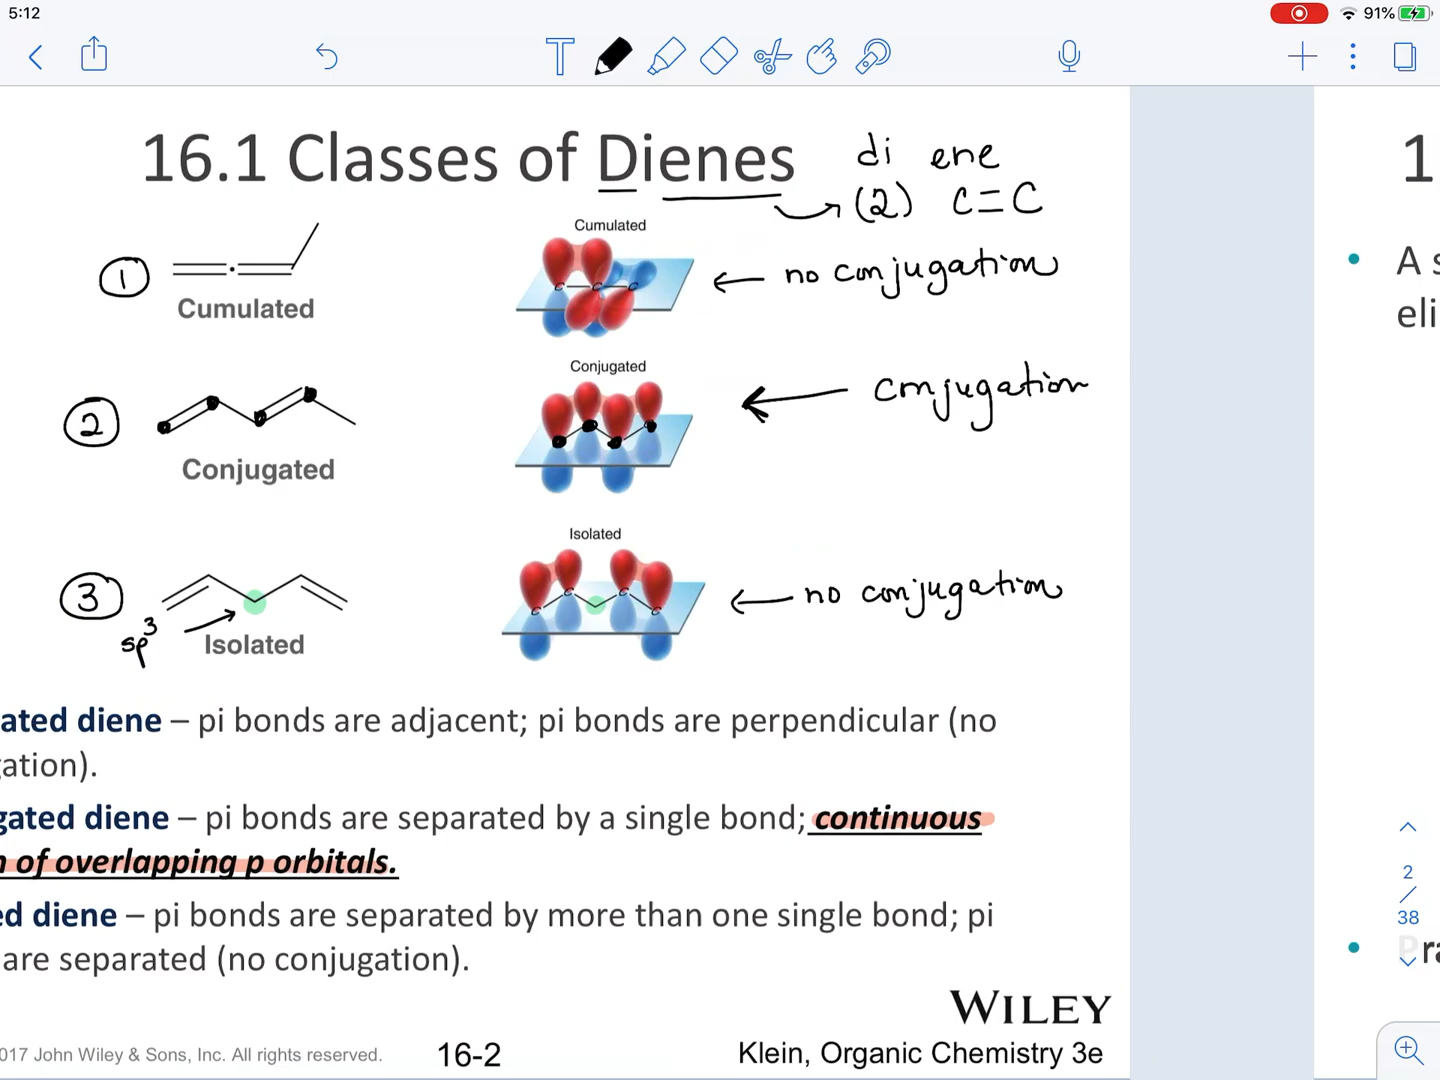 5:12
91%
16.1 Classes of Dienes
di ene
(2) C=C
1
Cumulated
no conjugation
1
Cumulated
A s
eli
Conjugated
conjugation
2
Conjugated
Isolated
no conjugation
3
sp3
Isolated
ated diene – pi bonds are adjacent; pi bonds are perpendicular (no
gation).
gated diene – pi bonds are separated by a single bond; continuous
n of overlapping p orbitals.
ed diene – pi bonds are separated by more than one single bond; pi
are separated (no conjugation).
2
/
38
Pra
WILEY
017 John Wiley & Sons, Inc. All rights reserved.
16-2
Klein, Organic Chemistry 3e